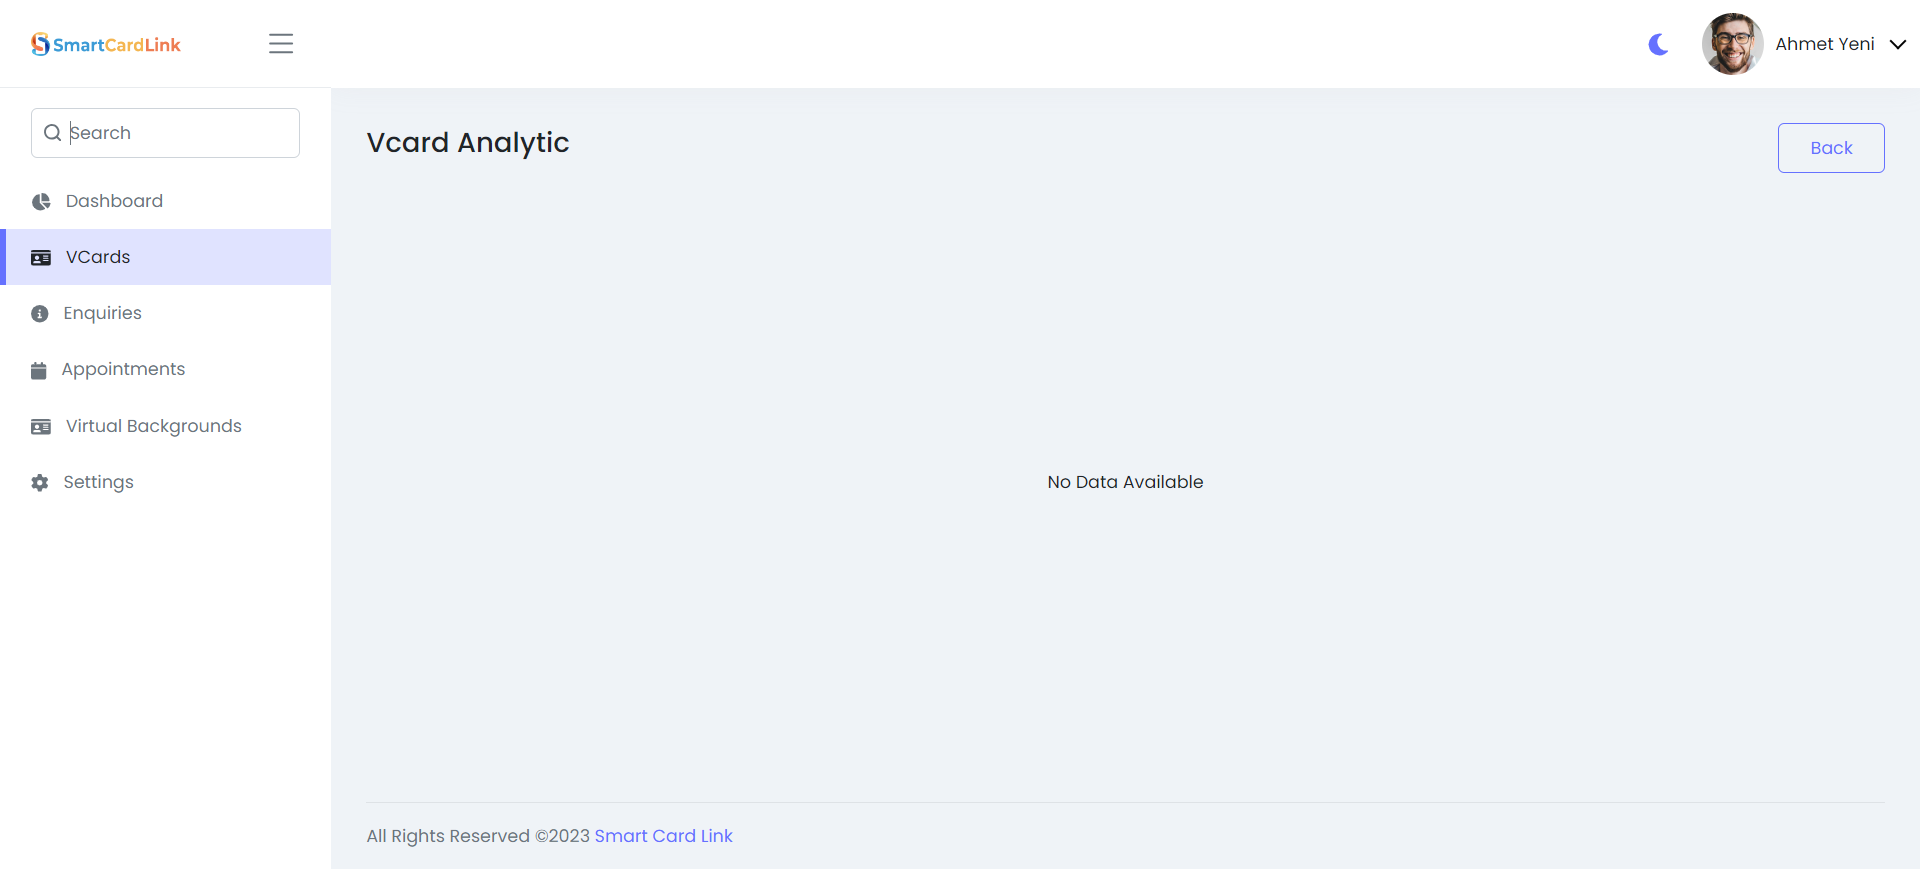 SmartCardLink
Ahmet Yeni
Search
Vcard Analytic
Back
Dashboard
VCards
Enquiries
Appointments
Virtual Backgrounds
Settings
No Data Available
All Rights Reserved ©2023 Smart Card Link